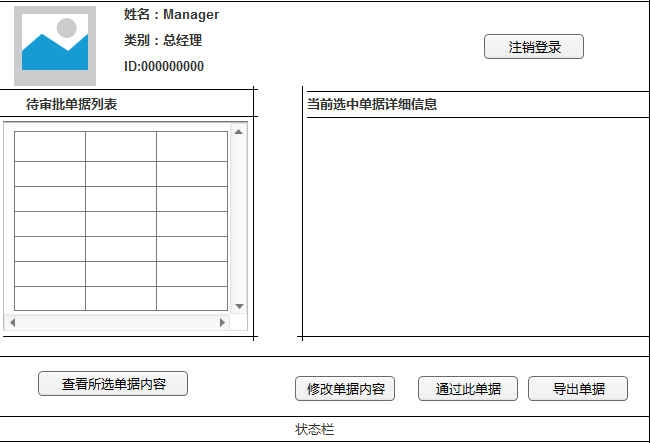 姓名：Manager
类别：总经理
ID:000000000
注销登录
待审批单据列表
当前选中单据详细信息
查看所选单据内容
修改单据内容
通过此单据
导出单据
状态栏